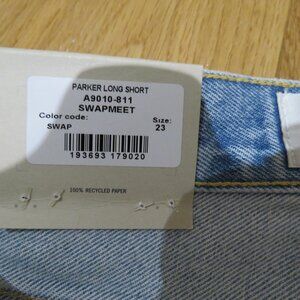 PARKER LONG SHORT
A9010-811
SWAPMEET
Color code: Size:
SWAP 23
193693 179020
100% RECYCLED PAPER